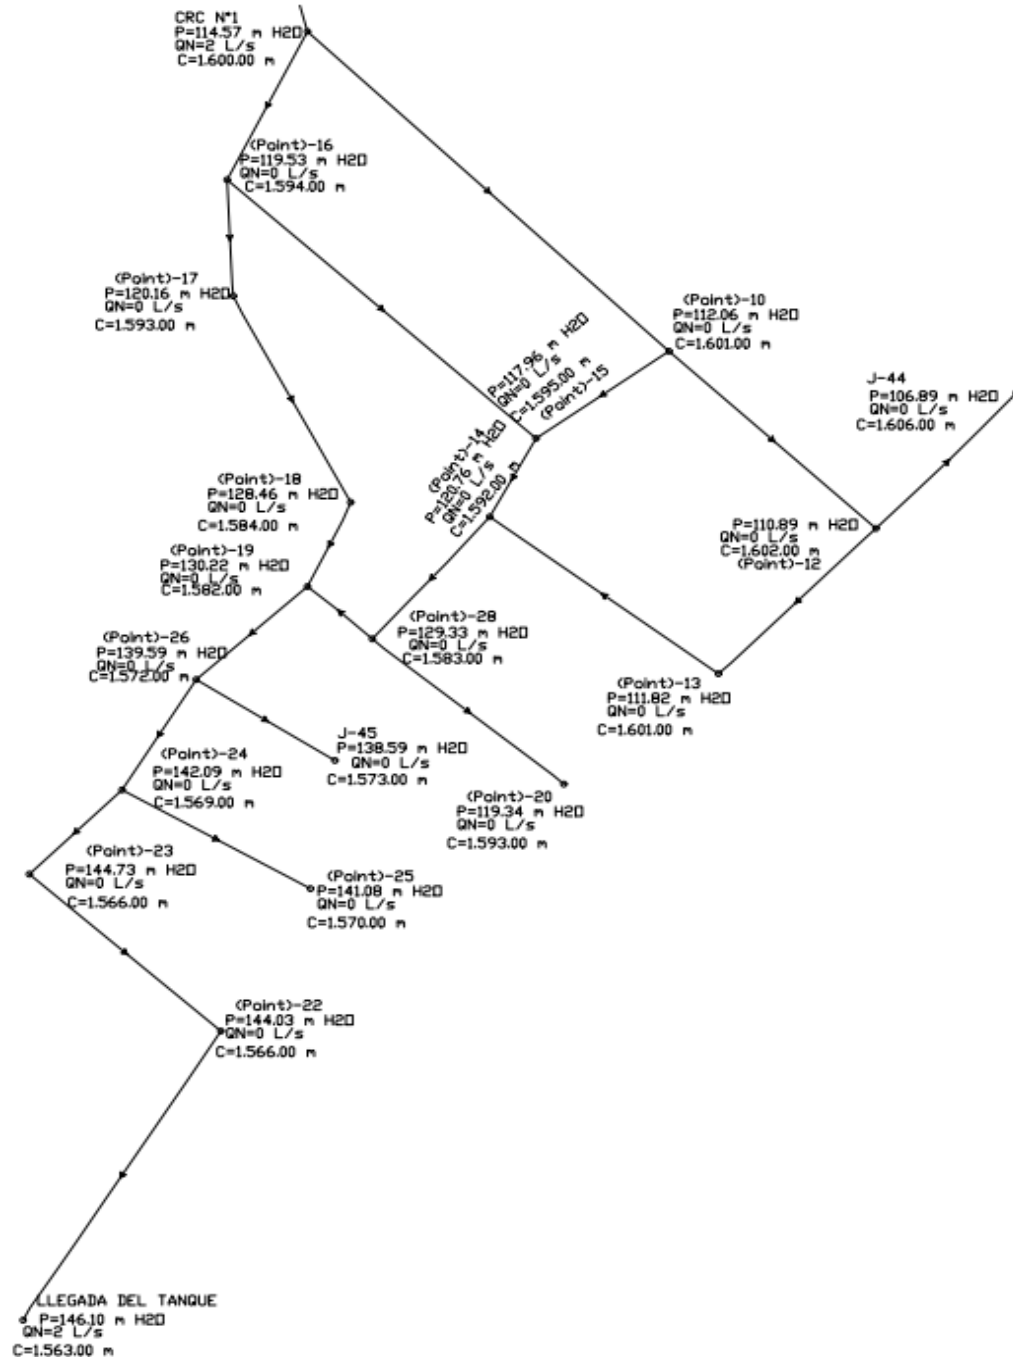 CRC N°1
P=114.57 m H2O
QN=2 L/s
C=1.600.00 m
(Point)-16
P=119.53 m H2O
QN=0 L/s
C=1.594.00 m
(Point)-17
P=120.16 m H2O
QN=0 L/s
C=1.593.00 m
(Point)-10
P=112.06 m H2O
QN=0 L/s
C=1.601.00 m
P=117.96 m H2O
QN=0 L/s
C=1.595.00 m
(Point)-15
J-44
P=106.89 m H2O
QN=0 L/s
C=1.606.00 m
(Point)-14
P=120.76 m H2O
QN=0 L/s
C=1.592.00 m
(Point)-18
P=128.46 m H2O
QN=0 L/s
C=1.584.00 m
P=110.89 m H2O
QN=0 L/s
C=1.602.00 m
(Point)-12
(Point)-19
P=130.22 m H2O
QN=0 L/s
C=1.582.00 m
(Point)-28
P=129.33 m H2O
QN=0 L/s
C=1.583.00 m
(Point)-26
P=139.59 m H2O
QN=0 L/s
C=1.572.00 m
(Point)-13
P=111.82 m H2O
QN=0 L/s
C=1.601.00 m
J-45
P=138.59 m H2O
QN=0 L/s
C=1.573.00 m
(Point)-24
P=142.09 m H2O
QN=0 L/s
C=1.569.00 m
(Point)-20
P=119.34 m H2O
QN=0 L/s
C=1.593.00 m
(Point)-23
P=144.73 m H2O
QN=0 L/s
C=1.566.00 m
(Point)-25
P=141.08 m H2O
QN=0 L/s
C=1.570.00 m
(Point)-22
P=144.03 m H2O
QN=0 L/s
C=1.566.00 m
LLEGADA DEL TANQUE
P=146.10 m H2O
QN=2 L/s
C=1.563.00 m